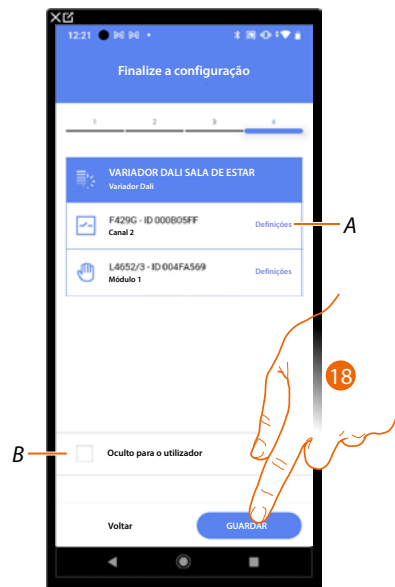 12:21
Finalize a configuração
1 2 3 4
VARIADOR DALI SALA DE ESTAR
Variador Dali
F429G - ID 000B05FF
Canal 2
Definições
A
L4652/3 - ID 004FA569
Módulo 1
Definições
18
B
Oculto para o utilizador
Voltar
GUARDAR